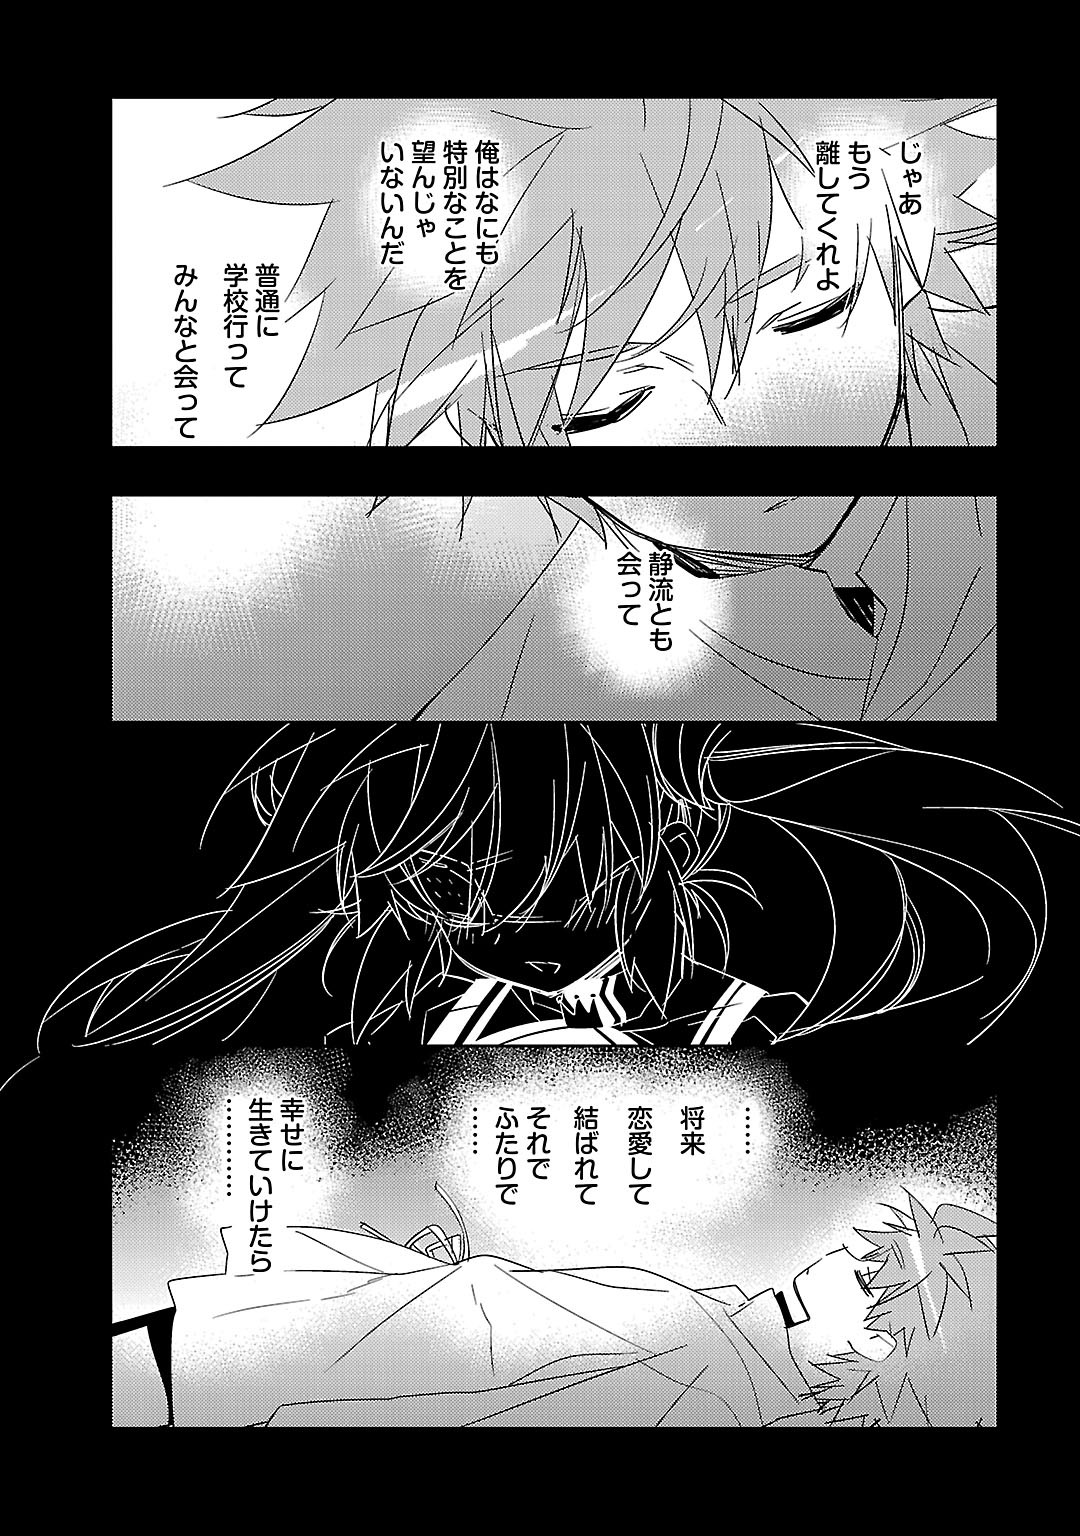 じゃあ
もう
離してくれよ
俺はなにも
特別なことを
望んじゃ
いないんだ
普通に
学校行って
みんなと会って
静流とも
会って
……
将来
恋愛して
結ばれて
それで
ふたりで
……
幸せに
生きていけたら
…………